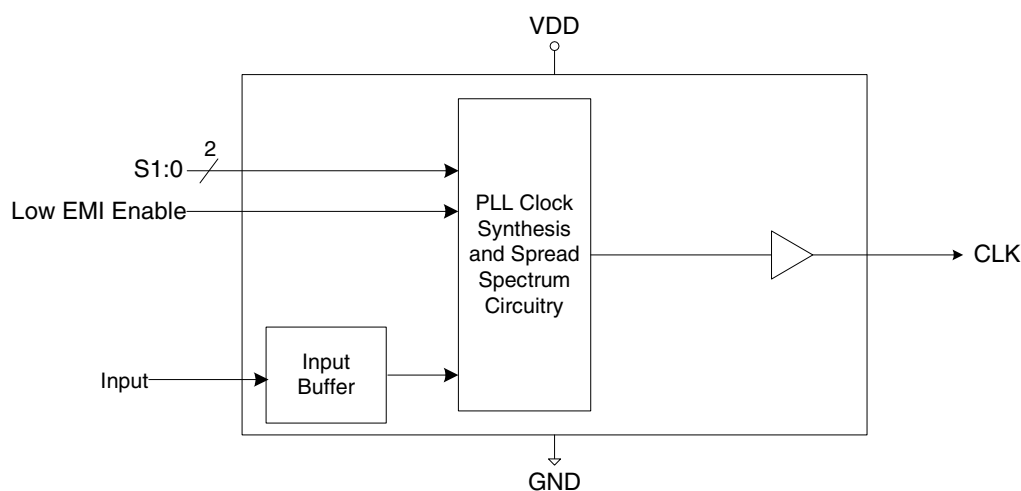 VDD
2
S1:0
Low EMI Enable
PLL Clock
Synthesis
and Spread
Spectrum
Circuitry
CLK
Input
Buffer
Input
GND